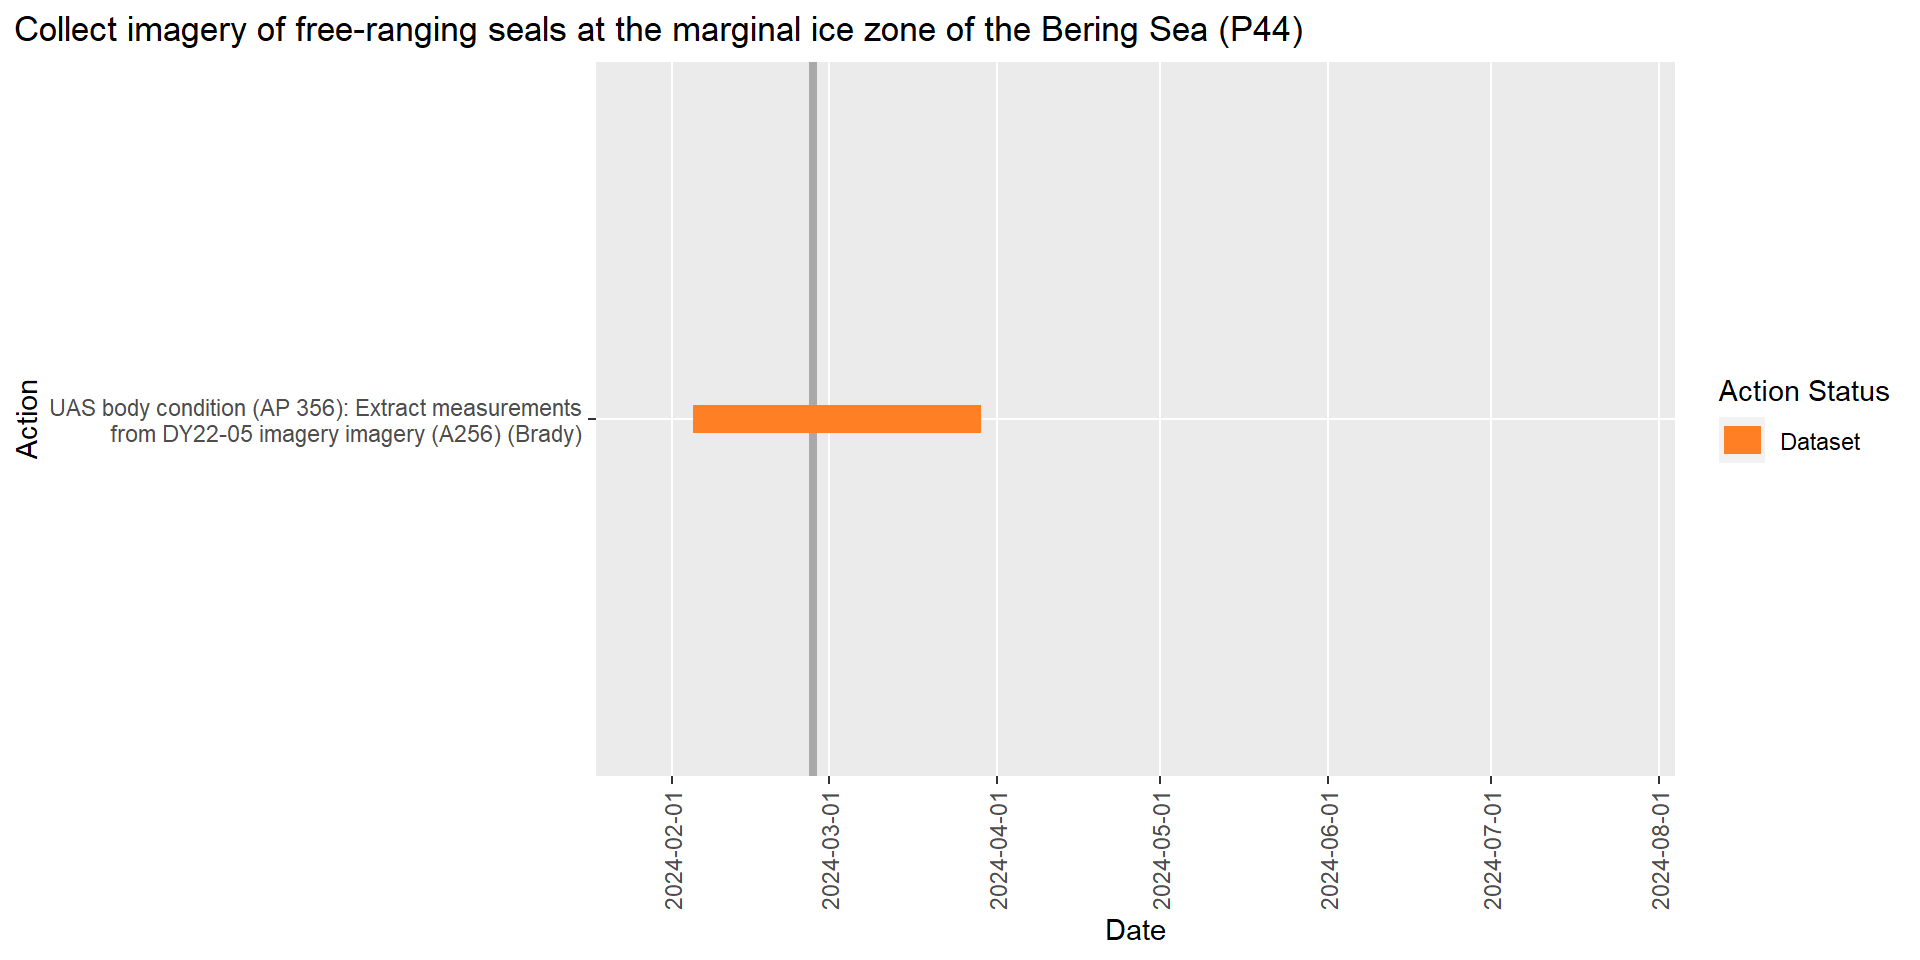 Collect imagery of free-ranging seals at the marginal ice zone of the Bering Sea (P44)
Action
UAS body condition (AP 356): Extract measurements
from DY22-05 imagery imagery (A256) (Brady)
Action Status
Dataset
2024-02-01
2024-03-01
2024-04-01
2024-05-01
2024-06-01
2024-07-01
2024-08-01
Date